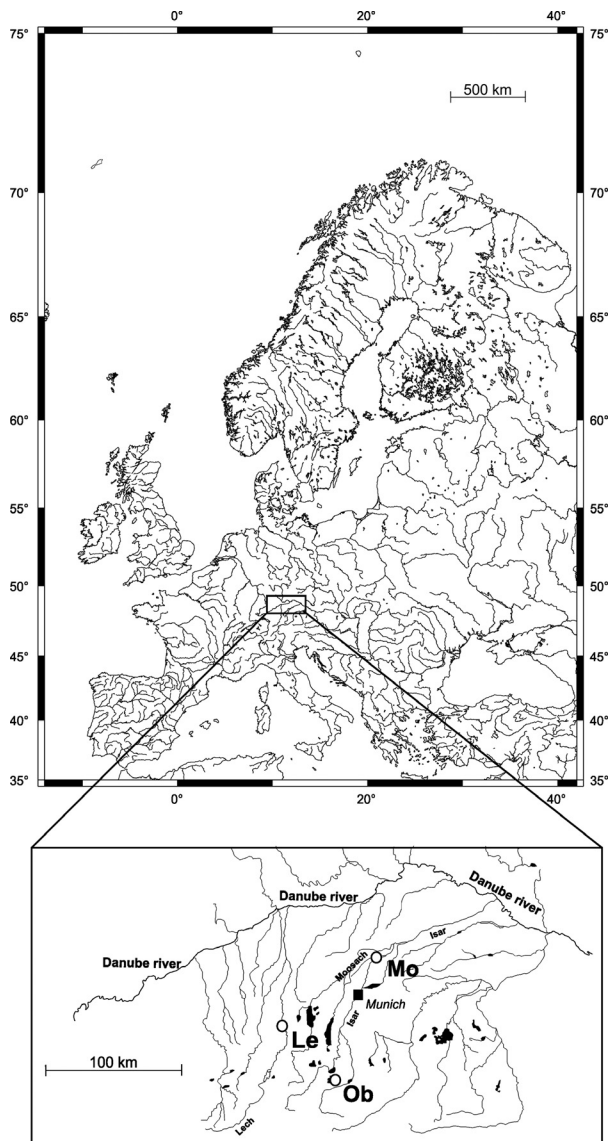 0° 20° 40°
75° 75°
500 km
70° 70°
65° 65°
60° 60°
55° 55°
50° 50°
45° 45°
40° 40°
35° 35°
0° 20° 40°
Danube river
Danube river
Isar
Danube river
Moosach
Mo
Munich
Isar
Le
100 km
Ob
Lech